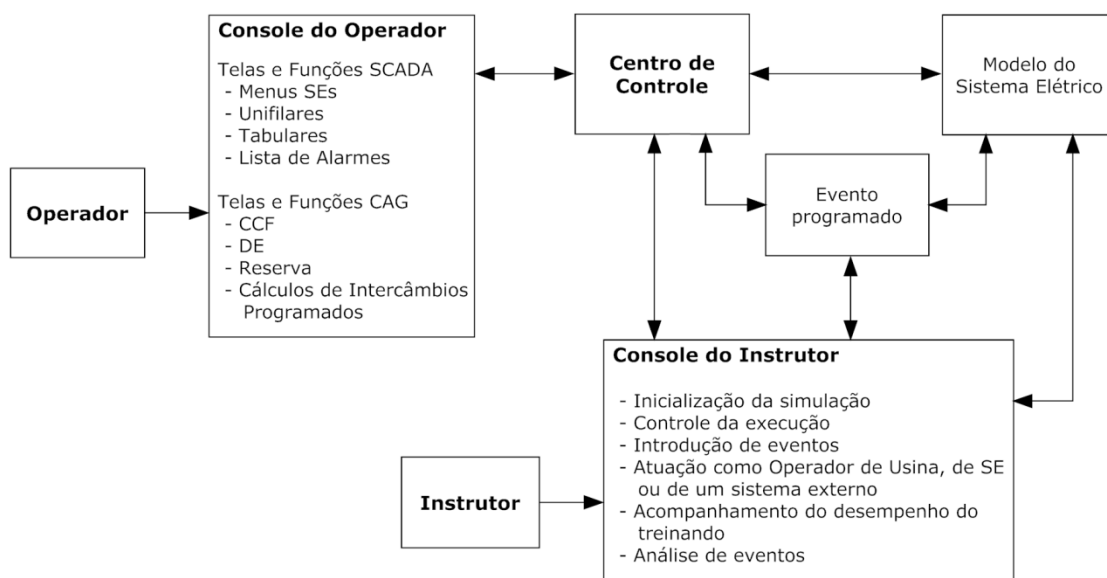 Console do Operador
Telas e Funções SCADA
- Menus SEs
- Unifilares
- Tabulares
- Lista de Alarmes
Telas e Funções CAG
- CCF
- DE
- Reserva
- Cálculos de Intercâmbios
Programados
Operador
Centro de
Controle
Modelo do
Sistema Elétrico
Evento
programado
Console do Instrutor
- Inicialização da simulação
- Controle da execução
- Introdução de eventos
- Atuação como Operador de Usina, de SE
ou de um sistema externo
- Acompanhamento do desempenho do
treinando
- Análise de eventos
Instrutor